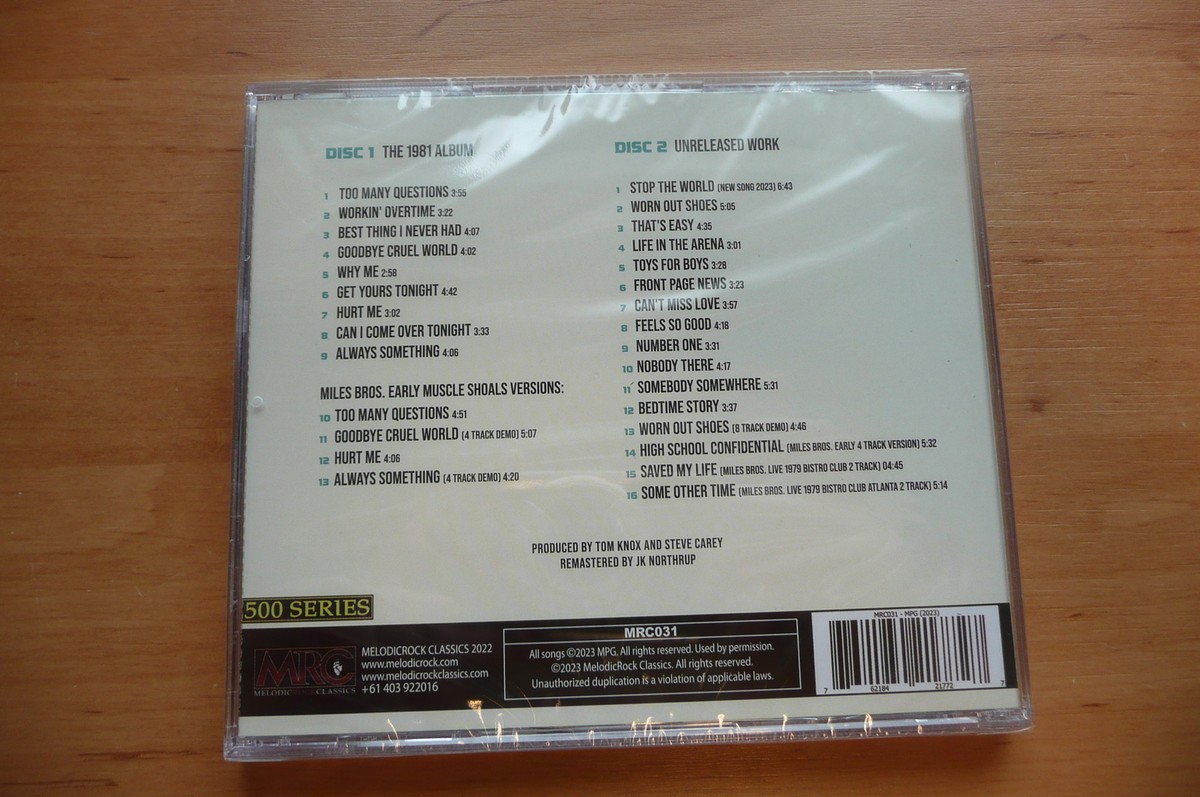 DISC 1 THE 1981 ALBUM
1 TOO MANY QUESTIONS 3:55
2 WORKIN' OVERTIME 3:22
3 BEST THING I NEVER HAD 4:07
4 GOODBYE CRUEL WORLD 4:02
5 WHY ME 2:58
6 GET YOURS TONIGHT 4:42
7 HURT ME 3:02
8 CAN I COME OVER TONIGHT 3:33
9 ALWAYS SOMETHING 4:06
MILES BROS. EARLY MUSCLE SHOALS VERSIONS:
10 TOO MANY QUESTIONS 4:51
11 GOODBYE CRUEL WORLD (4 TRACK DEMO) 5:07
12 HURT ME 4:06
13 ALWAYS SOMETHING (4 TRACK DEMO) 4:20
DISC 2 UNRELEASED WORK
1 STOP THE WORLD (NEW SONG 2023) 6:43
2 WORN OUT SHOES 5:05
3 THAT'S EASY 4:35
4 LIFE IN THE ARENA 3:01
5 TOYS FOR BOYS 3:28
6 FRONT PAGE NEWS 3:23
7 CAN'T MISS LOVE 3:57
8 FEELS SO GOOD 4:18
9 NUMBER ONE 3:31
10 NOBODY THERE 4:17
11 SOMEBODY SOMEWHERE 5:31
12 BEDTIME STORY 3:37
13 WORN OUT SHOES (8 TRACK DEMO) 4:46
14 HIGH SCHOOL CONFIDENTIAL (MILES BROS. EARLY 4 TRACK VERSION) 5:32
15 SAVED MY LIFE (MILES BROS. LIVE 1979 BISTRO CLUB 2 TRACK) 04:45
16 SOME OTHER TIME (MILES BROS. LIVE 1979 BISTRO CLUB ATLANTA 2 TRACK) 5:14
PRODUCED BY TOM KNOX AND STEVE CAREY
REMASTERED BY JK NORTHRUP
500 SERIES
MRC
MELODIC CLASSICS
MELODICROCK CLASSICS 2022
www.melodicrock.com
www.melodicrockclassics.com
+61 403 922016
MRC031
All songs ©2023 MPG. All rights reserved. Used by permission.
©2023 MelodicRock Classics. All rights reserved.
Unauthorized duplication is a violation of applicable laws.
MRC031 - MPG (2023)
7 62184 21772 7